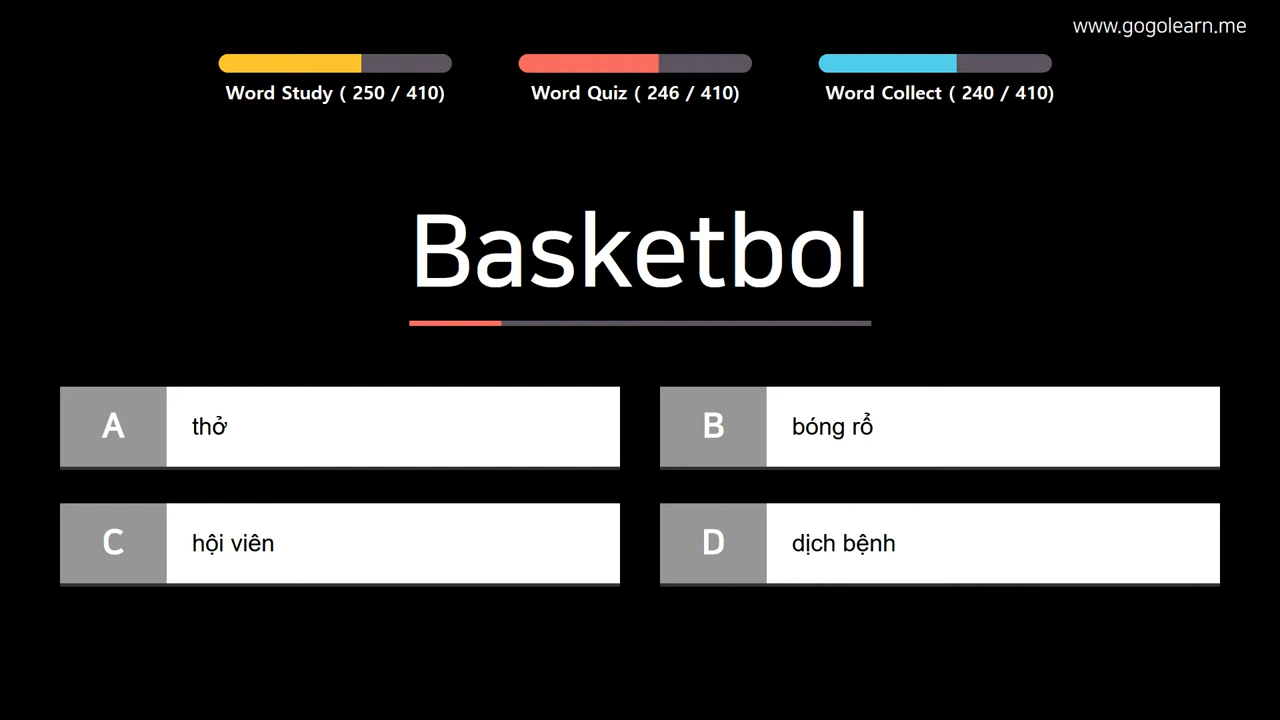 www.gogolearn.me
Word Study ( 250 / 410)
Word Quiz ( 246 / 410)
Word Collect ( 240 / 410)
Basketbol
A
thở
B
bóng rổ
C
hội viên
D
dịch bệnh